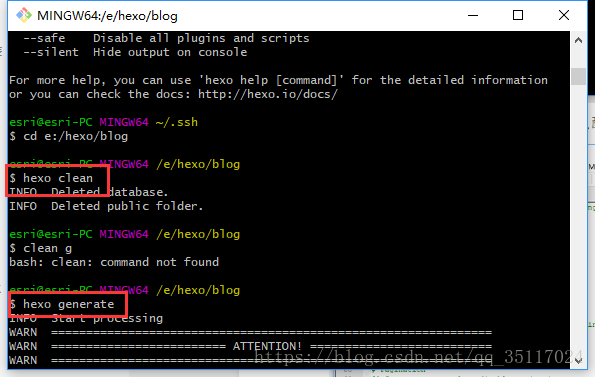 MINGW64:/e/hexo/blog
--safe    Disable all plugins and scripts
--silent  Hide output on console
For more help, you can use 'hexo help [command]' for the detailed information
or you can check the docs: http://hexo.io/docs/
esri@esri-PC MINGW64 ~/.ssh
$ cd e:/hexo/blog
esri@esri-PC MINGW64 /e/hexo/blog
$ hexo clean
INFO  Deleted database.
INFO  Deleted public folder.
esri@esri-PC MINGW64 /e/hexo/blog
$ clean g
bash: clean: command not found
esri@esri-PC MINGW64 /e/hexo/blog
$ hexo generate
INFO  Start processing
WARN  ===============================================================
WARN  ========================= ATTENTION! ==========================
WARN  ===============================================================
https://blog.csdn.net/qq_35117024